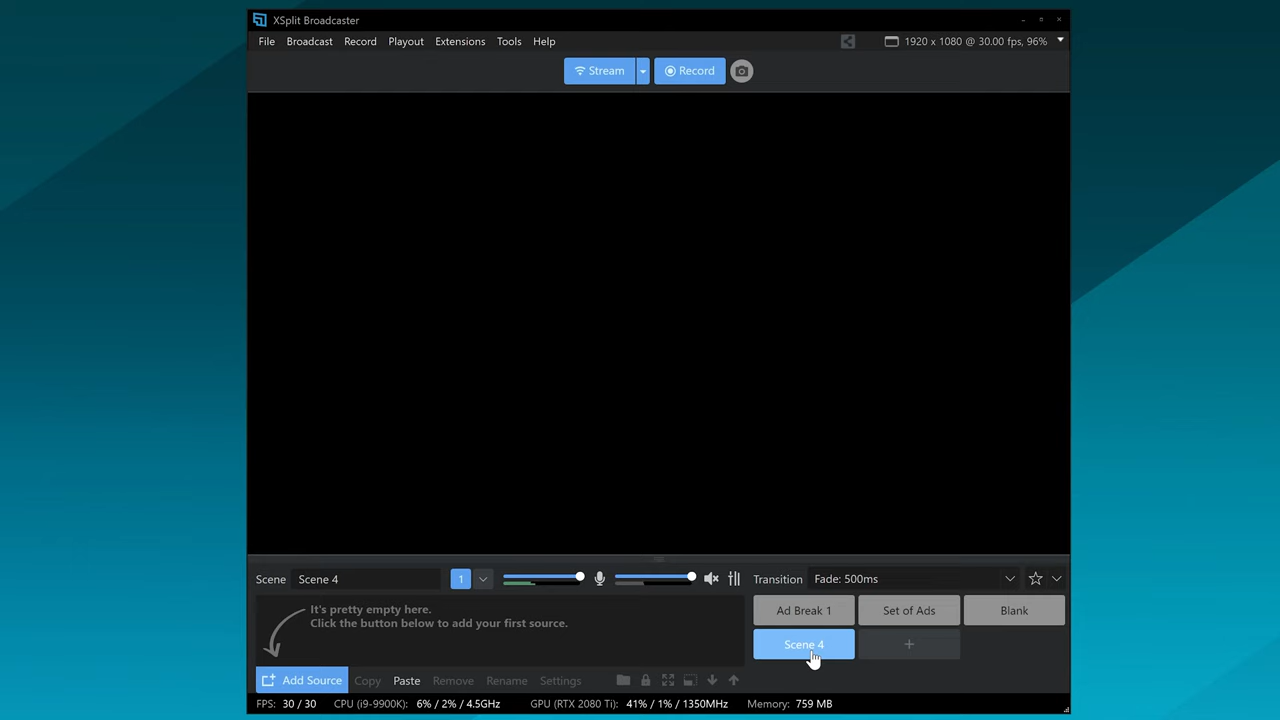 XSplit Broadcaster
File Broadcast Record Playout Extensions Tools Help
1920 x 1080 @ 30.00 fps, 96%
Stream Record
Scene Scene 4 1 Transition Fade: 500ms
It's pretty empty here.
Click the button below to add your first source.
Ad Break 1 Set of Ads Blank
Scene 4 +
Add Source Copy Paste Remove Rename Settings
FPS: 30 / 30 CPU (i9-9900K): 6% / 2% / 4.5GHz GPU (RTX 2080 Ti): 41% / 1% / 1350MHz Memory: 759 MB